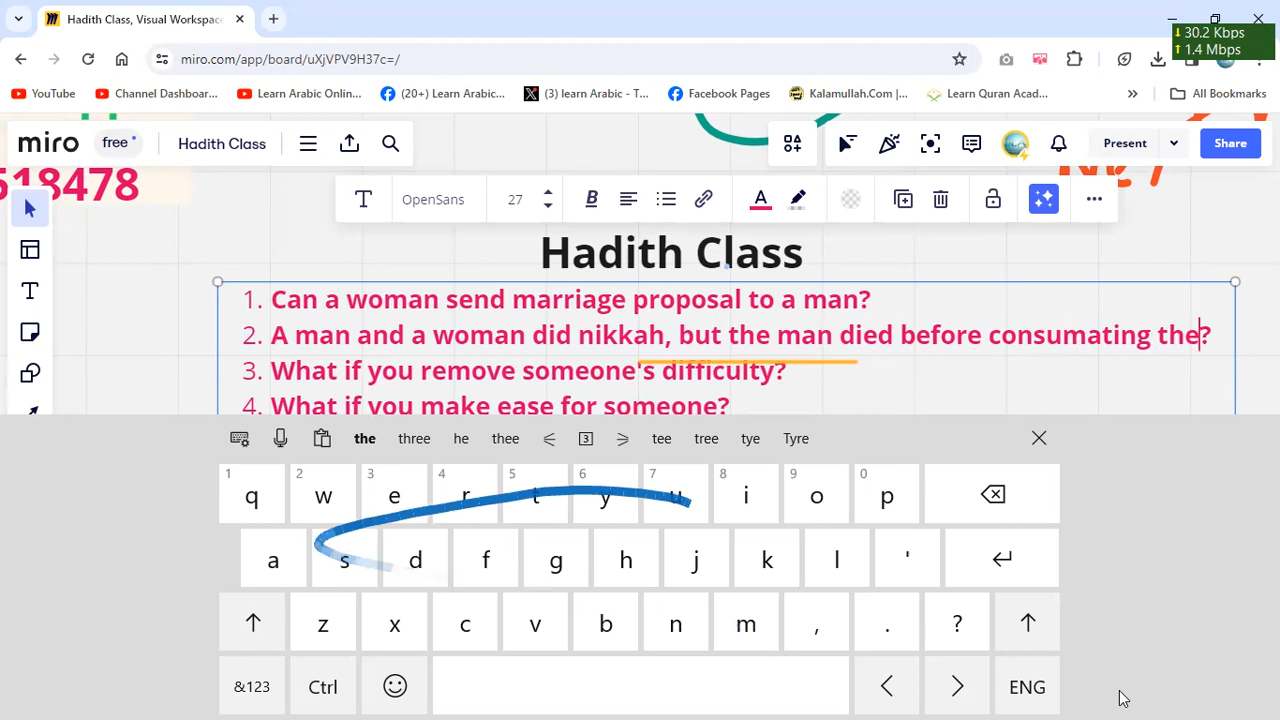 Hadith Class, Visual Workspace
30.2 Kbps
1.4 Mbps
miro.com/app/board/uXjVPV9H37c=/
YouTube
Channel Dashboar...
Learn Arabic Onlin...
(20+) Learn Arabic...
(3) learn Arabic - T...
Facebook Pages
Kalamullah.Com |...
Learn Quran Acad...
All Bookmarks
miro
free
Hadith Class
Present
Share
518478
OpenSans
27
B
A
Hadith Class
1. Can a woman send marriage proposal to a man?
2. A man and a woman did nikkah, but the man died before consumating the?
3. What if you remove someone's difficulty?
4. What if you make ease for someone?
the three he thee 3 tee tree tye Tyre
1 2 3 4 5 6 7 8 9 0
q w e r t y u i o p
a s d f g h j k l '
z x c v b n m , . ?
&123 Ctrl ENG